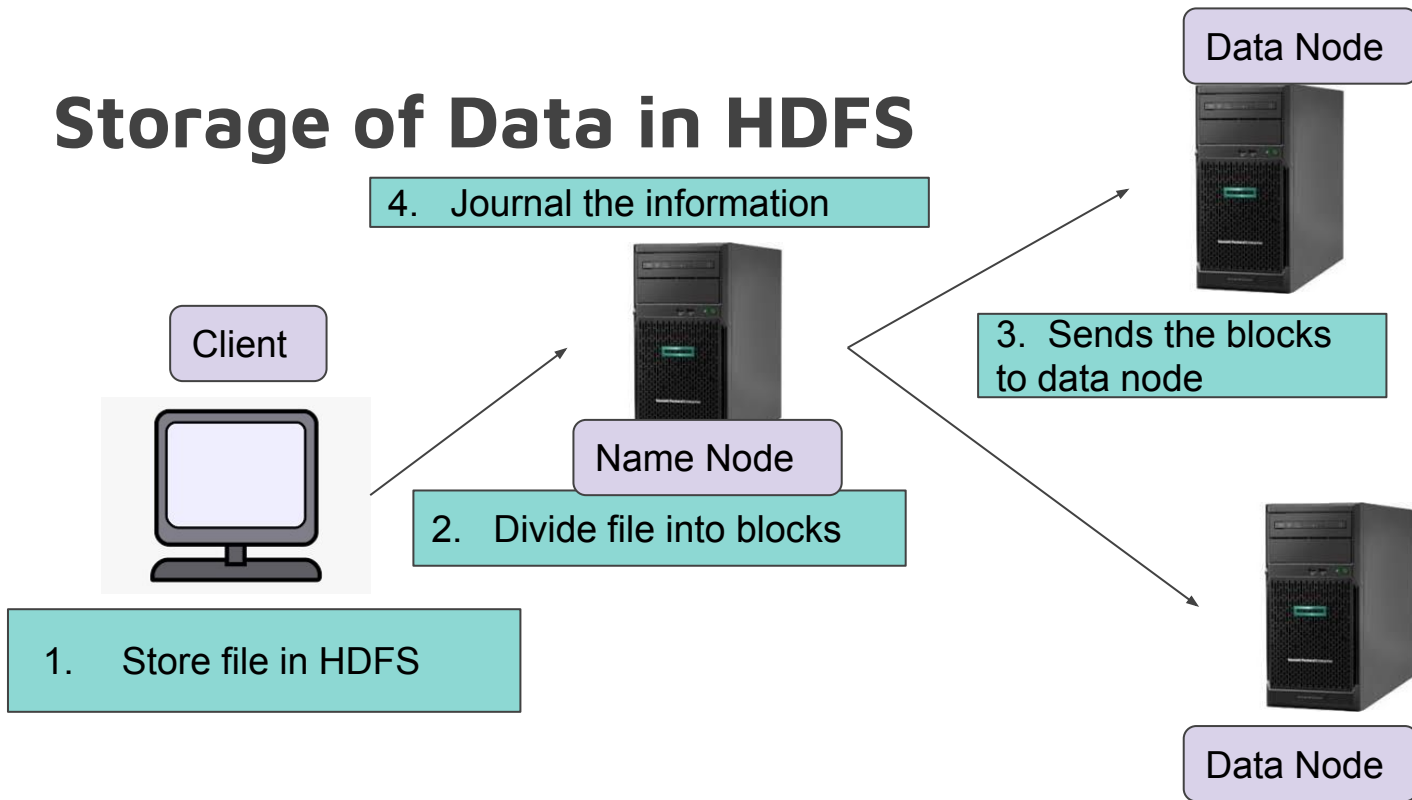 Data Node
Storage of Data in HDFS
4. Journal the information
Client
3. Sends the blocks
to data node
Name Node
2. Divide file into blocks
1. Store file in HDFS
Data Node